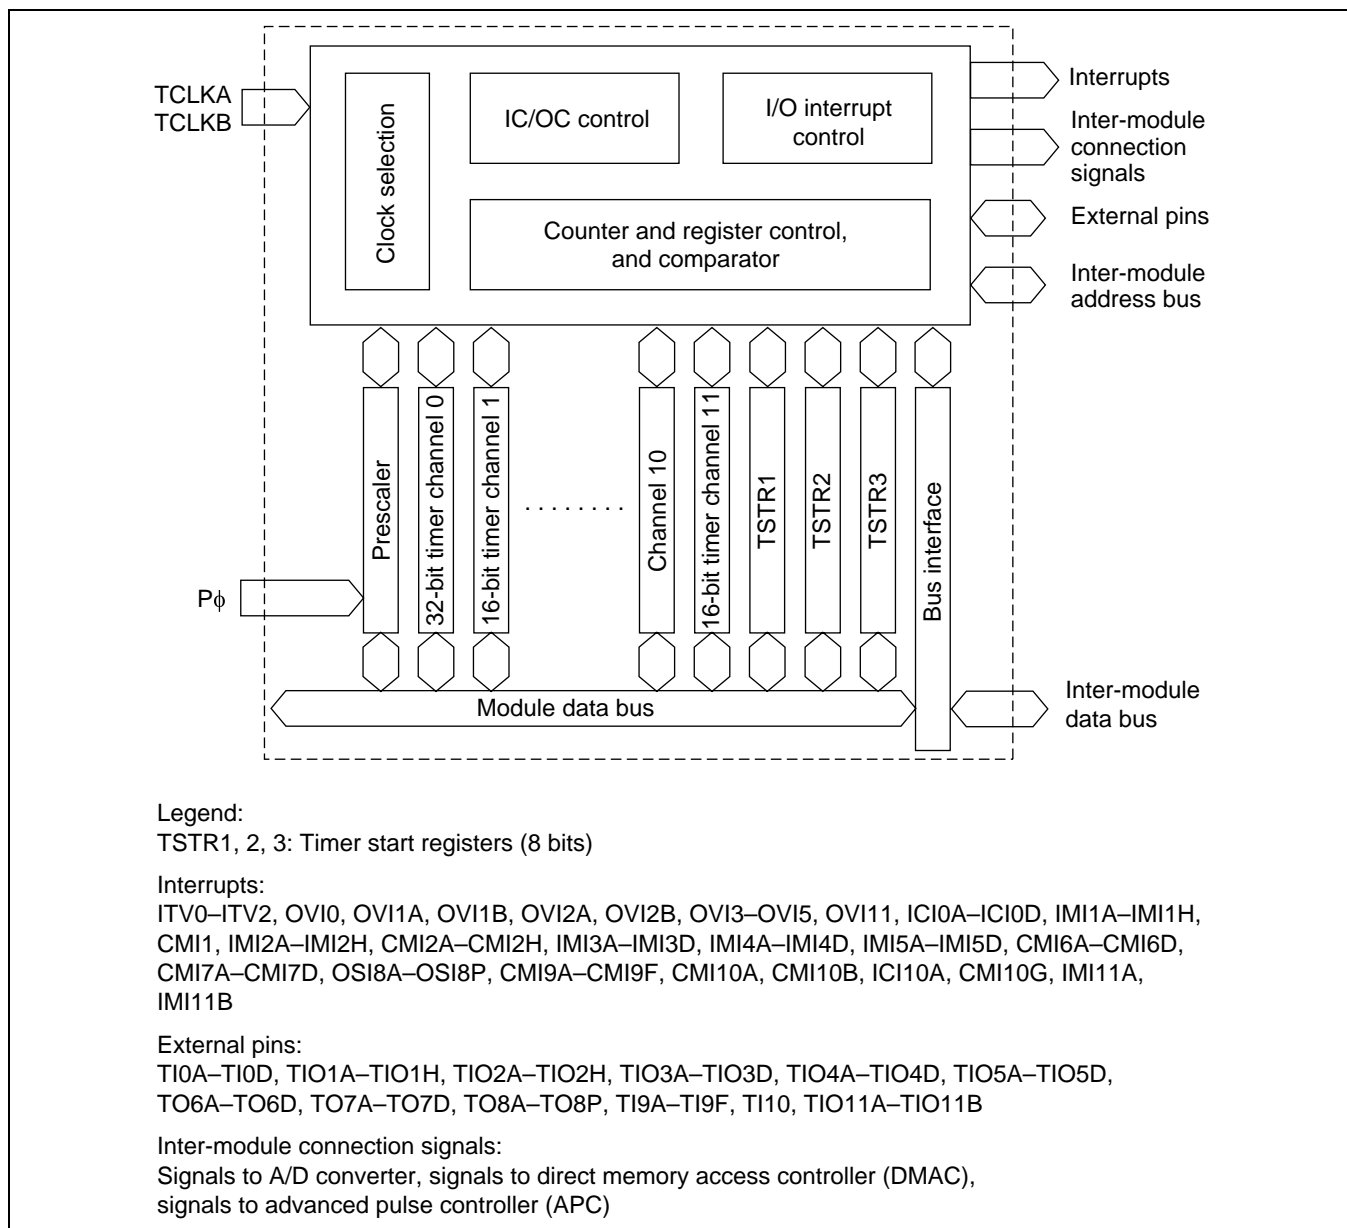 TCLKA
TCLKB
Clock selection
IC/OC control
I/O interrupt
control
Counter and register control,
and comparator
Interrupts
Inter-module
connection
signals
External pins
Inter-module
address bus
Prescaler
32-bit timer channel 0
16-bit timer channel 1
. . . . . . . .
Channel 10
16-bit timer channel 11
TSTR1
TSTR2
TSTR3
Bus interface
Pϕ
Module data bus
Inter-module
data bus
Legend:
TSTR1, 2, 3: Timer start registers (8 bits)
Interrupts:
ITV0–ITV2, OVI0, OVI1A, OVI1B, OVI2A, OVI2B, OVI3–OVI5, OVI11, ICI0A–ICI0D, IMI1A–IMI1H,
CMI1, IMI2A–IMI2H, CMI2A–CMI2H, IMI3A–IMI3D, IMI4A–IMI4D, IMI5A–IMI5D, CMI6A–CMI6D,
CMI7A–CMI7D, OSI8A–OSI8P, CMI9A–CMI9F, CMI10A, CMI10B, ICI10A, CMI10G, IMI11A,
IMI11B
External pins:
TI0A–TI0D, TIO1A–TIO1H, TIO2A–TIO2H, TIO3A–TIO3D, TIO4A–TIO4D, TIO5A–TIO5D,
TO6A–TO6D, TO7A–TO7D, TO8A–TO8P, TI9A–TI9F, TI10, TIO11A–TIO11B
Inter-module connection signals:
Signals to A/D converter, signals to direct memory access controller (DMAC),
signals to advanced pulse controller (APC)